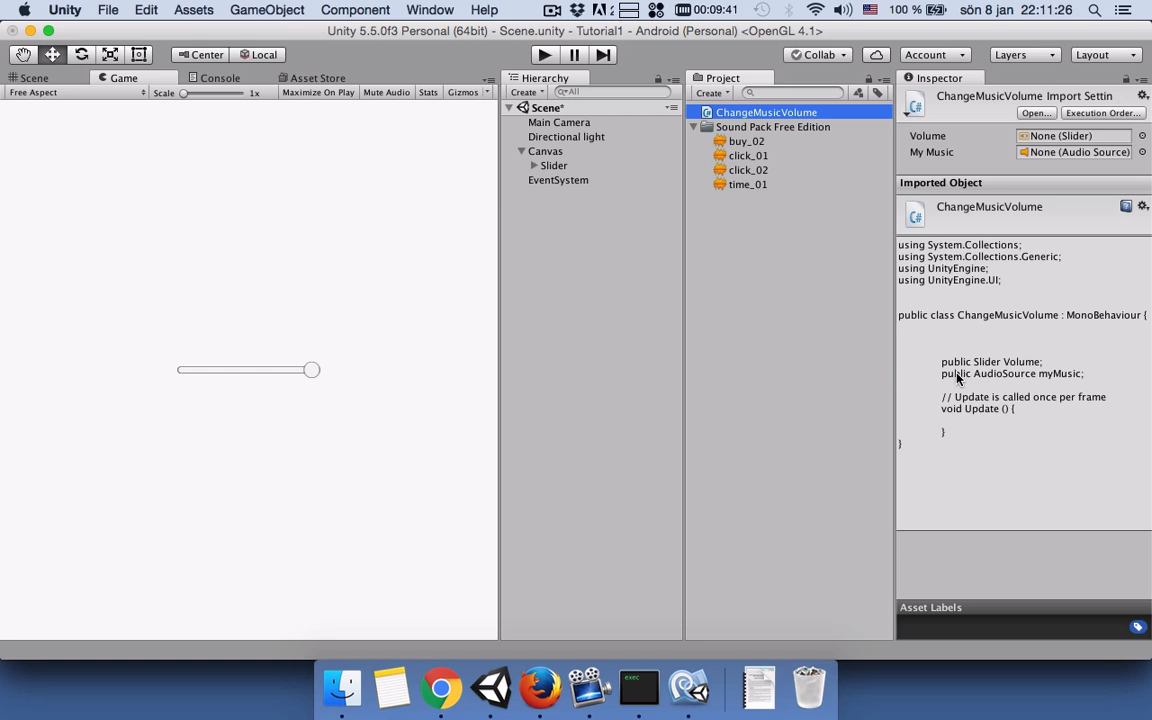 Unity File Edit Assets GameObject Component Window Help 00:09:41 100 % sön 8 jan 22:11:26
Unity 5.5.0f3 Personal (64bit) - Scene.unity - Tutorial1 - Android (Personal) <OpenGL 4.1>
Center Local Collab Account Layers Layout
Scene Game Console Asset Store Hierarchy Project Inspector
Free Aspect Scale 1x Maximize On Play Mute Audio Stats Gizmos
Create All
Scene*
Main Camera
Directional light
Canvas
Slider
EventSystem
Create
ChangeMusicVolume
Sound Pack Free Edition
buy_02
click_01
click_02
time_01
ChangeMusicVolume Import Settin
C#
Open... Execution Order...
Volume None (Slider)
My Music None (Audio Source)
Imported Object
C# ChangeMusicVolume
using System.Collections;
using System.Collections.Generic;
using UnityEngine;
using UnityEngine.UI;
public class ChangeMusicVolume : MonoBehaviour {
public Slider Volume;
public AudioSource myMusic;
// Update is called once per frame
void Update () {
}
}
Asset Labels
exec